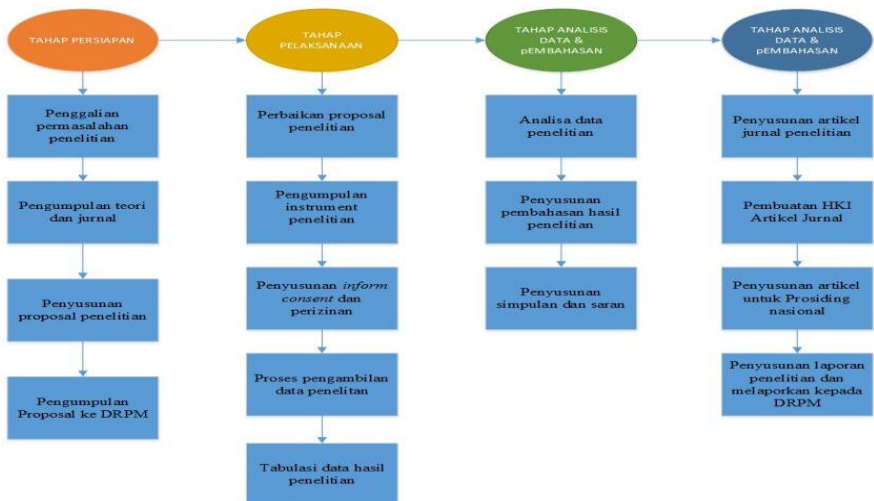 TAHAP PERSIAPAN
TAHAP
PELAKSANAAN
TAHAP ANALISIS
DATA &
pEMBAHASAN
TAHAP ANALISIS
DATA &
pEMBAHASAN
Penggalian
permasalahan
penelitian
Pengumpulan teori
dan jurnal
Penyusunan
proposal penelitian
Pengumpulan
Proposal ke DRPM
Perbaikan proposal
penelitian
Pengumpulan
instrument
penelitian
Penyusunan inform
consent dan
perizinan
Proses pengambilan
data penelitan
Tabulasi data hasil
penelitian
Analisa data
penelitian
Penyusunan
pembahasan hasil
penelitian
Penyusunan
simpulan dan saran
Penyusunan artikel
jurnal penelitian
Pembuatan HKI
Artikel Jurnal
Penyusunan artikel
untuk Prosiding
nasional
Penyusunan laporan
penelitian dan
melaporkan kepada
DRPM